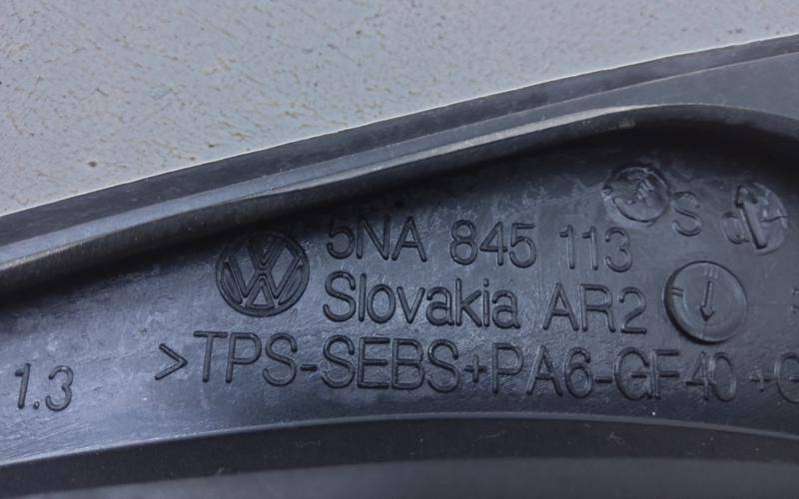 5NA 845 113
S
Slovakia AR2
>TPS-SEBS+PA6-GF40+
1.3